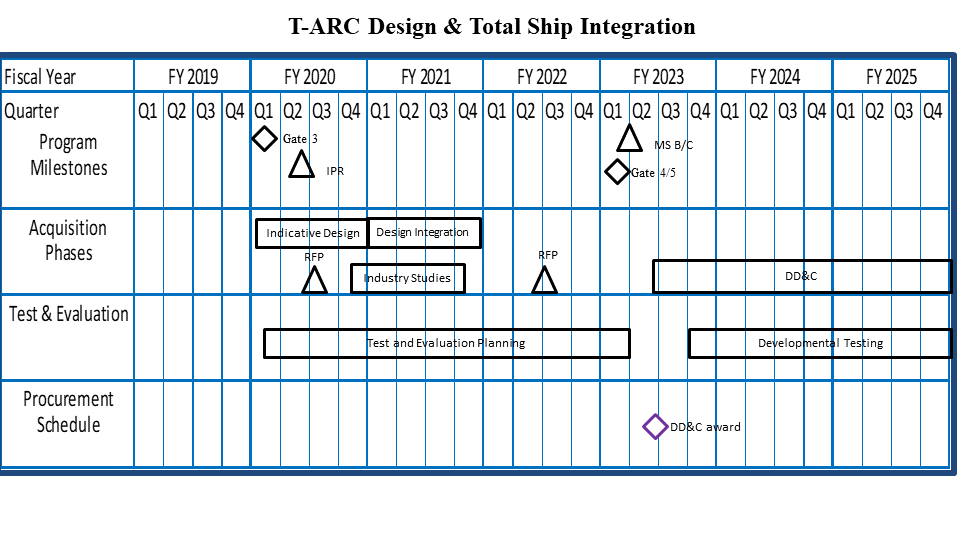 T-ARC Design & Total Ship Integration
Fiscal Year FY 2019 FY 2020 FY 2021 FY 2022 FY 2023 FY 2024 FY 2025
Quarter Q1 Q2 Q3 Q4 Q1 Q2 Q3 Q4 Q1 Q2 Q3 Q4 Q1 Q2 Q3 Q4 Q1 Q2 Q3 Q4 Q1 Q2 Q3 Q4 Q1 Q2 Q3 Q4
Program
Milestones
Gate 3
IPR
MS B/C
Gate 4/5
Acquisition
Phases
Indicative Design
Design Integration
RFP
Industry Studies
RFP
DD&C
Test & Evaluation
Test and Evaluation Planning
Developmental Testing
Procurement
Schedule
DD&C award